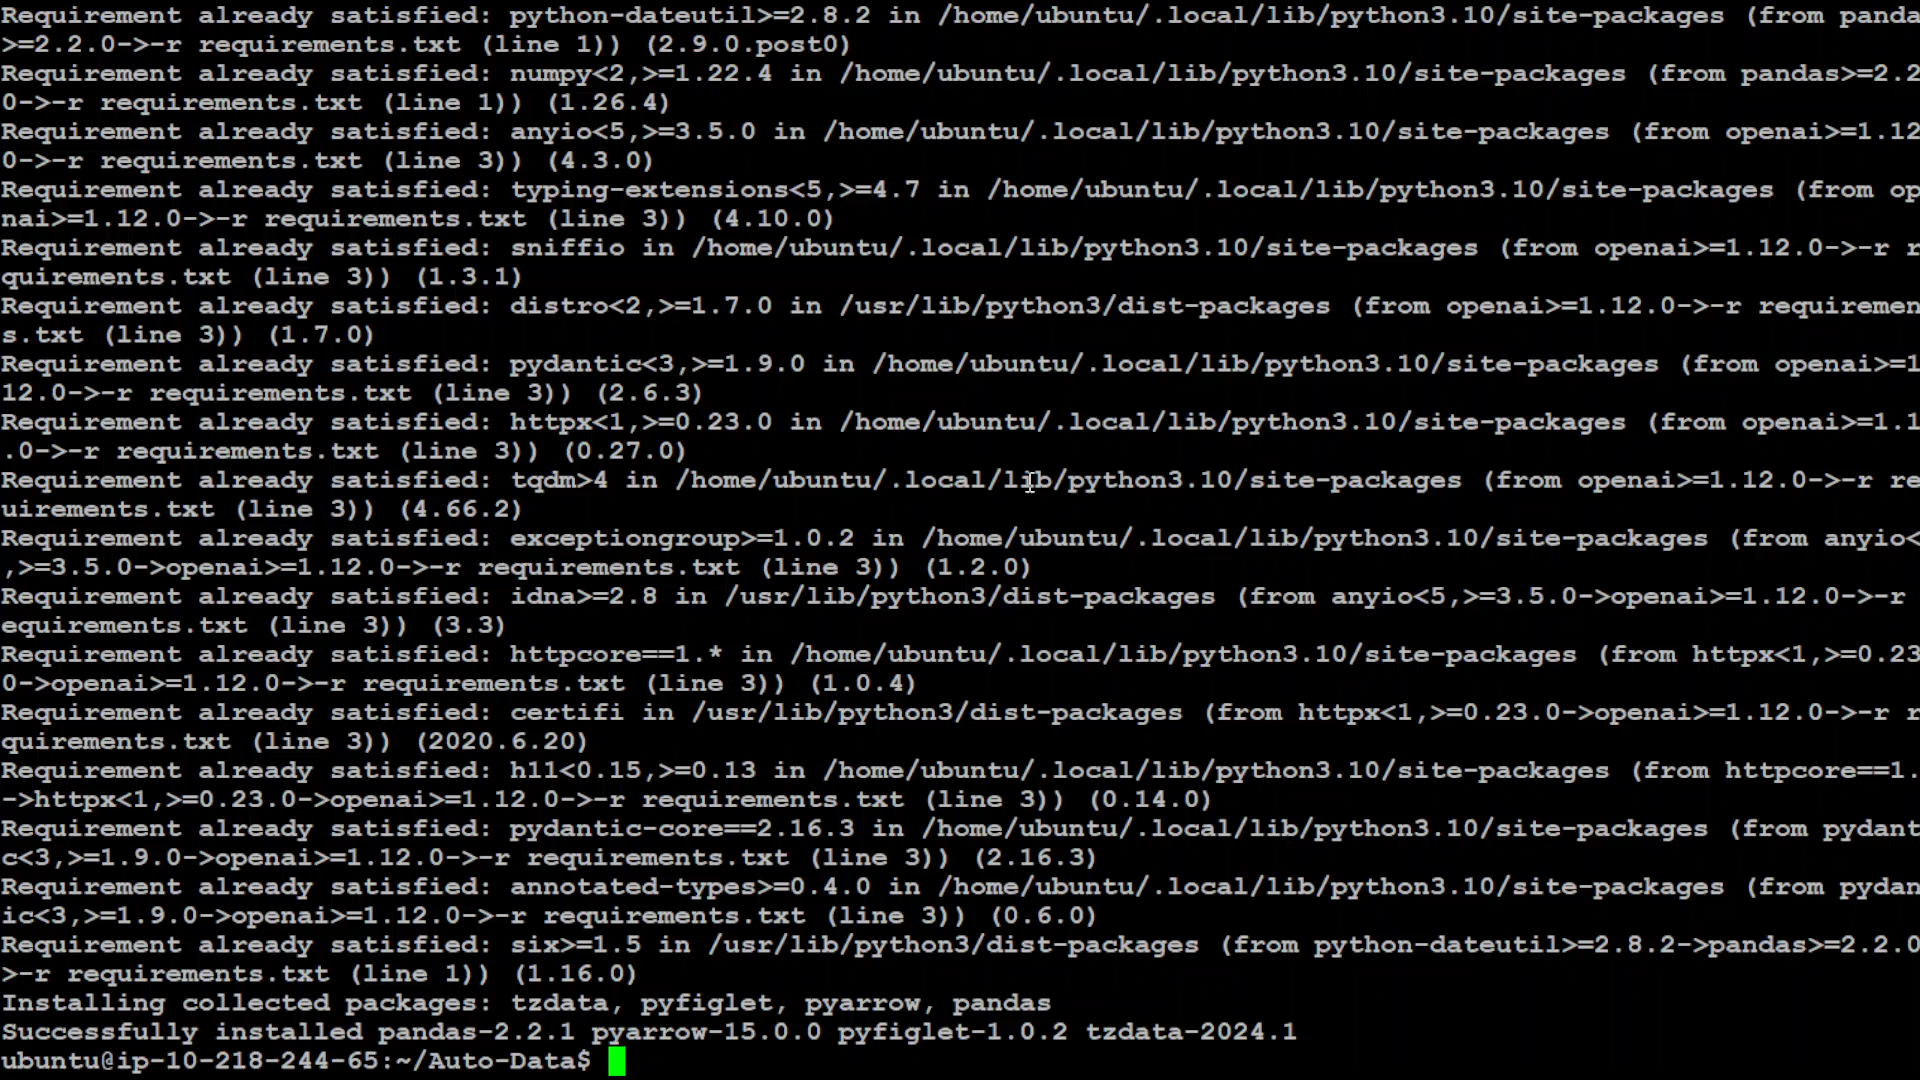 Requirement already satisfied: python-dateutil>=2.8.2 in /home/ubuntu/.local/lib/python3.10/site-packages (from panda
>=2.2.0->-r requirements.txt (line 1)) (2.9.0.post0)
Requirement already satisfied: numpy<2,>=1.22.4 in /home/ubuntu/.local/lib/python3.10/site-packages (from pandas>=2.2
0->-r requirements.txt (line 1)) (1.26.4)
Requirement already satisfied: anyio<5,>=3.5.0 in /home/ubuntu/.local/lib/python3.10/site-packages (from openai>=1.12
0->-r requirements.txt (line 3)) (4.3.0)
Requirement already satisfied: typing-extensions<5,>=4.7 in /home/ubuntu/.local/lib/python3.10/site-packages (from op
nai>=1.12.0->-r requirements.txt (line 3)) (4.10.0)
Requirement already satisfied: sniffio in /home/ubuntu/.local/lib/python3.10/site-packages (from openai>=1.12.0->-r r
quirements.txt (line 3)) (1.3.1)
Requirement already satisfied: distro<2,>=1.7.0 in /usr/lib/python3/dist-packages (from openai>=1.12.0->-r requiremen
s.txt (line 3)) (1.7.0)
Requirement already satisfied: pydantic<3,>=1.9.0 in /home/ubuntu/.local/lib/python3.10/site-packages (from openai>=1
12.0->-r requirements.txt (line 3)) (2.6.3)
Requirement already satisfied: httpx<1,>=0.23.0 in /home/ubuntu/.local/lib/python3.10/site-packages (from openai>=1.1
.0->-r requirements.txt (line 3)) (0.27.0)
Requirement already satisfied: tqdm>4 in /home/ubuntu/.local/lib/python3.10/site-packages (from openai>=1.12.0->-r re
uirements.txt (line 3)) (4.66.2)
Requirement already satisfied: exceptiongroup>=1.0.2 in /home/ubuntu/.local/lib/python3.10/site-packages (from anyio<
,>=3.5.0->openai>=1.12.0->-r requirements.txt (line 3)) (1.2.0)
Requirement already satisfied: idna>=2.8 in /usr/lib/python3/dist-packages (from anyio<5,>=3.5.0->openai>=1.12.0->-r
equirements.txt (line 3)) (3.3)
Requirement already satisfied: httpcore==1.* in /home/ubuntu/.local/lib/python3.10/site-packages (from httpx<1,>=0.23
0->openai>=1.12.0->-r requirements.txt (line 3)) (1.0.4)
Requirement already satisfied: certifi in /usr/lib/python3/dist-packages (from httpx<1,>=0.23.0->openai>=1.12.0->-r r
quirements.txt (line 3)) (2020.6.20)
Requirement already satisfied: h11<0.15,>=0.13 in /home/ubuntu/.local/lib/python3.10/site-packages (from httpcore==1.
->httpx<1,>=0.23.0->openai>=1.12.0->-r requirements.txt (line 3)) (0.14.0)
Requirement already satisfied: pydantic-core==2.16.3 in /home/ubuntu/.local/lib/python3.10/site-packages (from pydant
c<3,>=1.9.0->openai>=1.12.0->-r requirements.txt (line 3)) (2.16.3)
Requirement already satisfied: annotated-types>=0.4.0 in /home/ubuntu/.local/lib/python3.10/site-packages (from pydan
ic<3,>=1.9.0->openai>=1.12.0->-r requirements.txt (line 3)) (0.6.0)
Requirement already satisfied: six>=1.5 in /usr/lib/python3/dist-packages (from python-dateutil>=2.8.2->pandas>=2.2.0
>-r requirements.txt (line 1)) (1.16.0)
Installing collected packages: tzdata, pyfiglet, pyarrow, pandas
Successfully installed pandas-2.2.1 pyarrow-15.0.0 pyfiglet-1.0.2 tzdata-2024.1
ubuntu@ip-10-218-244-65:~/Auto-Data$